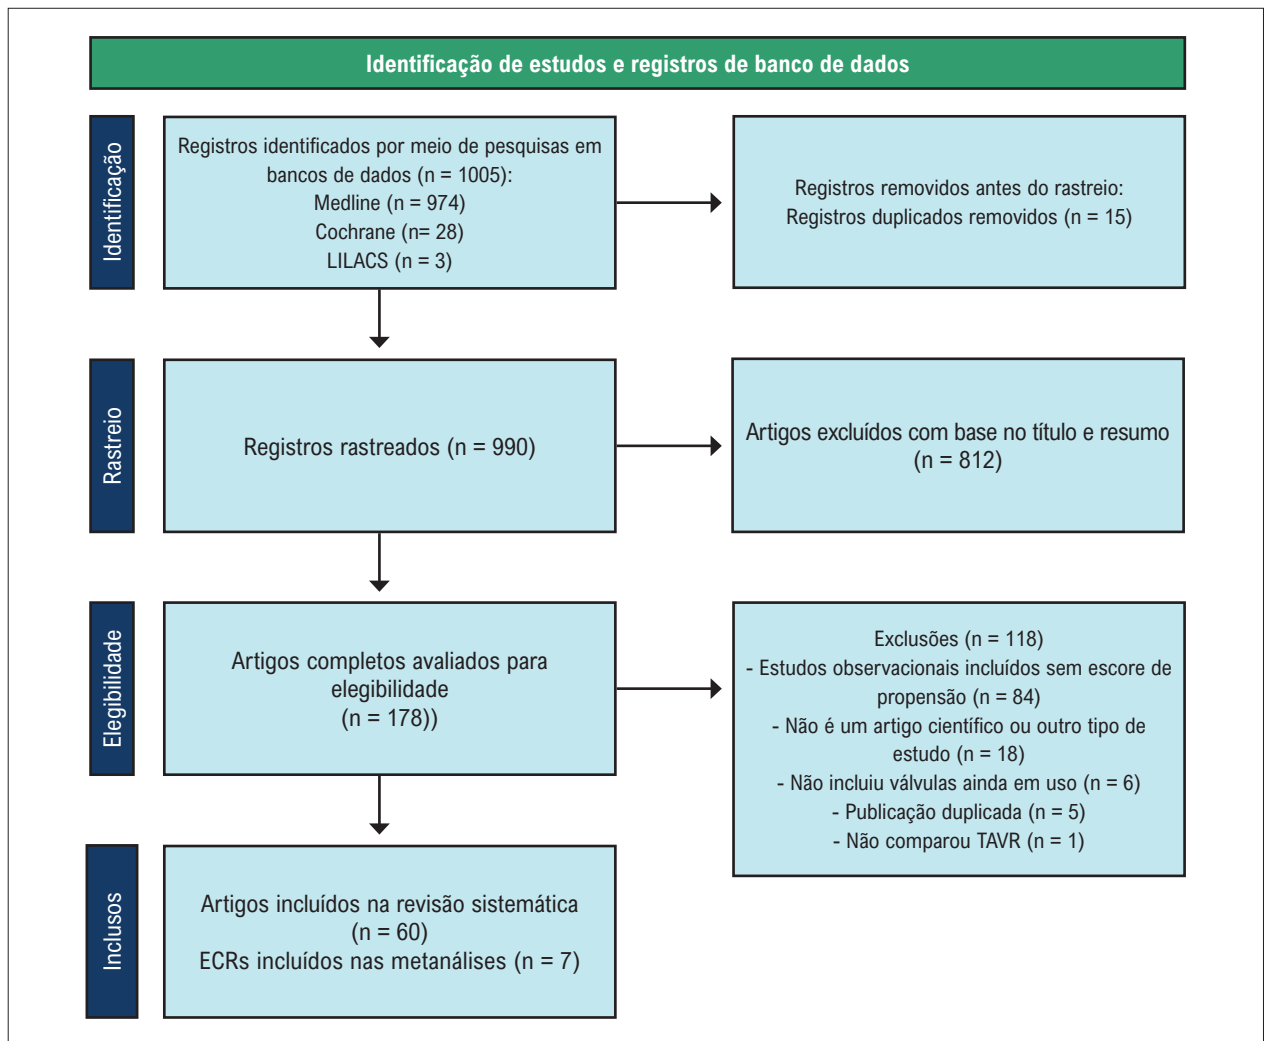 Identificação de estudos e registros de banco de dados
Identificação
Registros identificados por meio de pesquisas em
bancos de dados (n = 1005):
Medline (n = 974)
Cochrane (n= 28)
LILACS (n = 3)
Registros removidos antes do rastreio:
Registros duplicados removidos (n = 15)
Rastreio
Registros rastreados (n = 990)
Artigos excluídos com base no título e resumo
(n = 812)
Elegibilidade
Artigos completos avaliados para
elegibilidade
(n = 178))
Exclusões (n = 118)
- Estudos observacionais incluídos sem escore de
propensão (n = 84)
- Não é um artigo científico ou outro tipo de
estudo (n = 18)
- Não incluiu válvulas ainda em uso (n = 6)
- Publicação duplicada (n = 5)
- Não comparou TAVR (n = 1)
Inclusos
Artigos incluídos na revisão sistemática
(n = 60)
ECRs incluídos nas metanálises (n = 7)